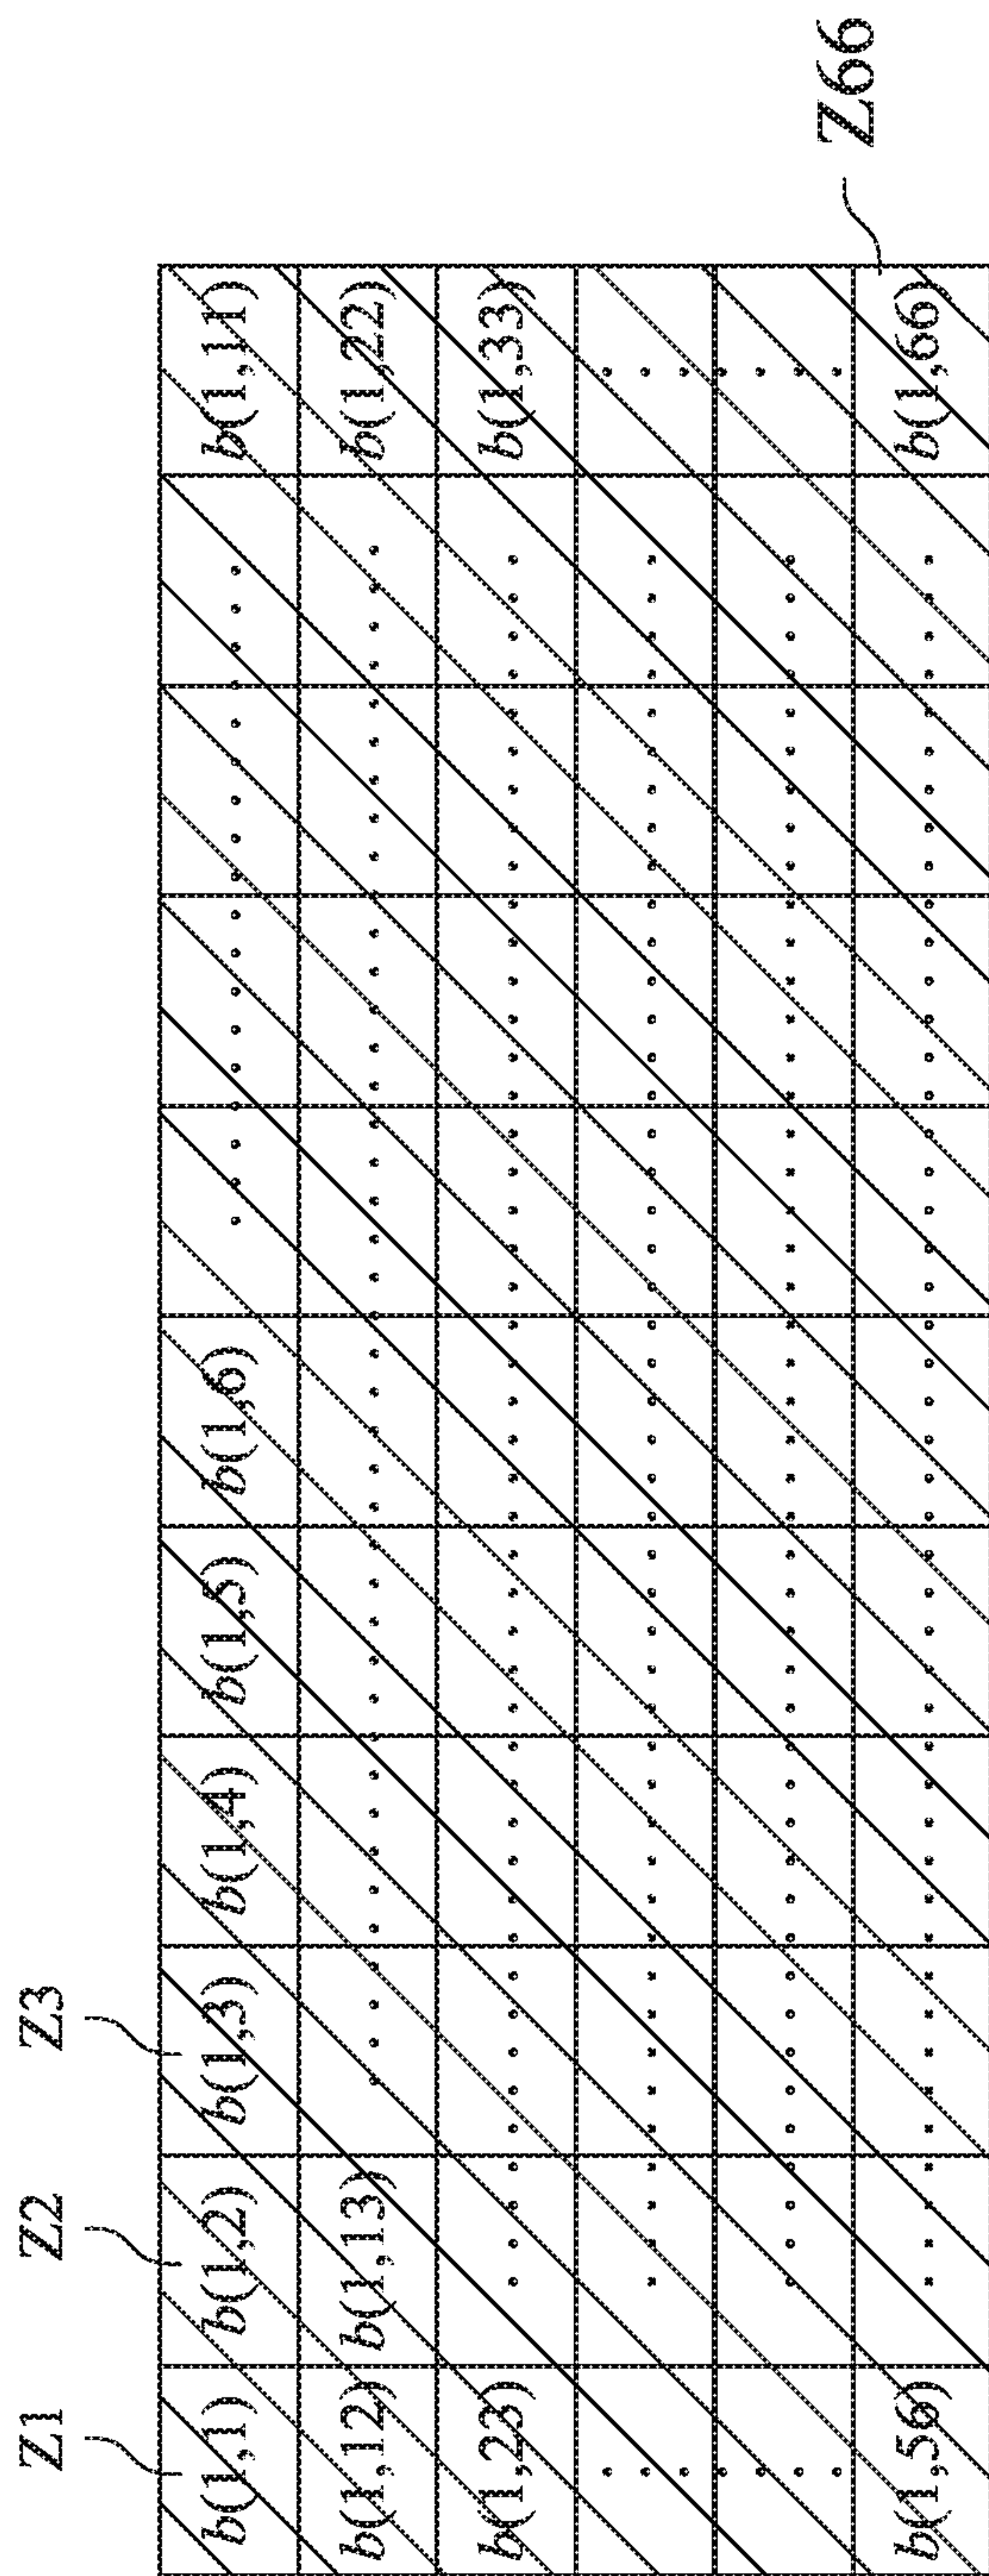 Z1 Z2 Z3
b(1,1) b(1,2) b(1,3) b(1,4) b(1,5) b(1,6) b(1,11)
b(1,12) b(1,13) b(1,22)
b(1,23) b(1,33)
b(1,56) b(1,66)
Z66